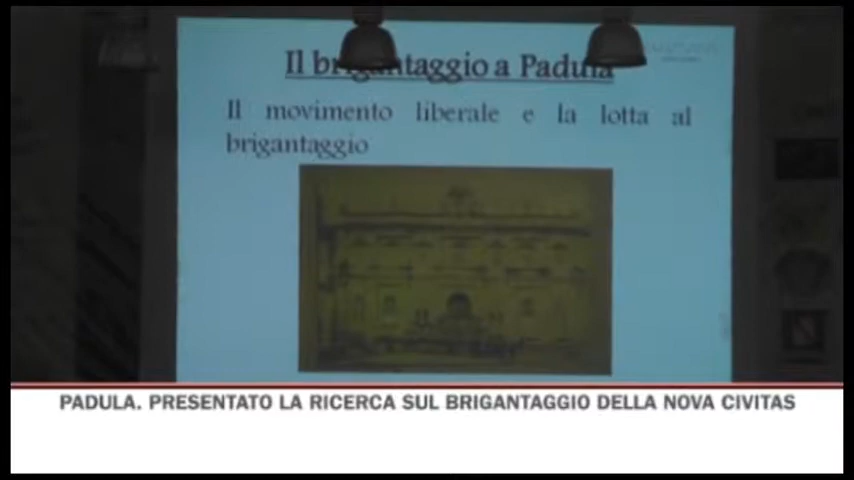 Il brigantaggio a Padula
Il movimento liberale e la lotta al
brigantaggio
PADULA. PRESENTATO LA RICERCA SUL BRIGANTAGGIO DELLA NOVA CIVITAS